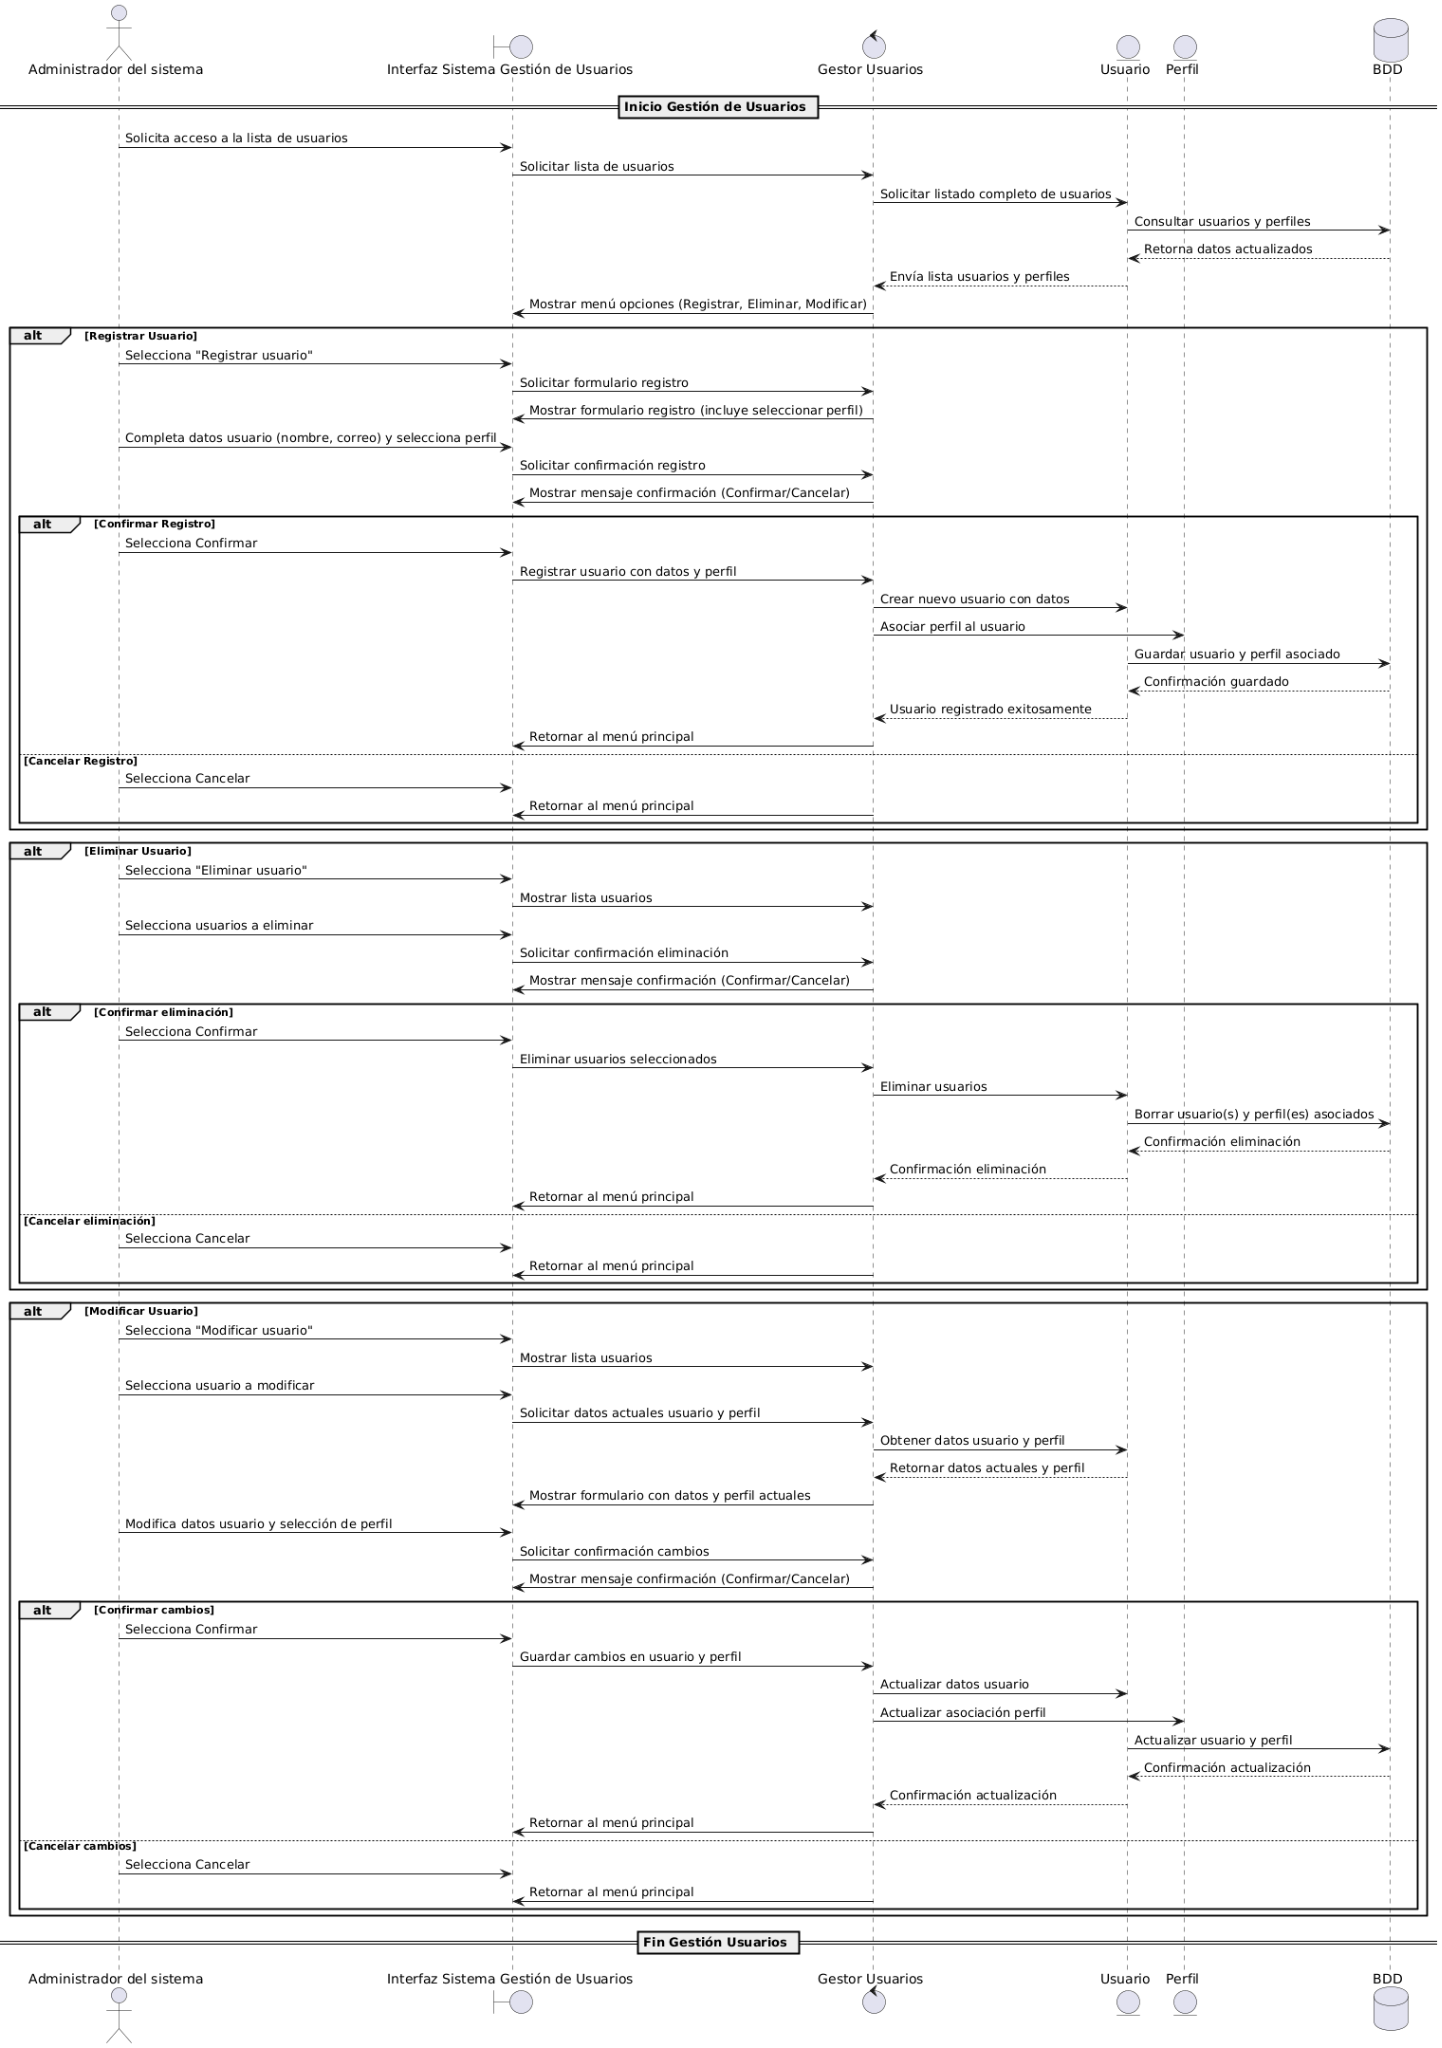 Administrador del sistema
Interfaz Sistema Gestión de Usuarios
Gestor Usuarios
Usuario
Perfil
BDD
Inicio Gestión de Usuarios
Solicita acceso a la lista de usuarios
Solicitar lista de usuarios
Solicitar listado completo de usuarios
Consultar usuarios y perfiles
Retorna datos actualizados
Envía lista usuarios y perfiles
Mostrar menú opciones (Registrar, Eliminar, Modificar)
alt [Registrar Usuario]
Selecciona "Registrar usuario"
Solicitar formulario registro
Mostrar formulario registro (incluye seleccionar perfil)
Completa datos usuario (nombre, correo) y selecciona perfil
Solicitar confirmación registro
Mostrar mensaje confirmación (Confirmar/Cancelar)
alt [Confirmar Registro]
Selecciona Confirmar
Registrar usuario con datos y perfil
Crear nuevo usuario con datos
Asociar perfil al usuario
Guardar usuario y perfil asociado
Confirmación guardado
Usuario registrado exitosamente
Retornar al menú principal
[Cancelar Registro]
Selecciona Cancelar
Retornar al menú principal
alt [Eliminar Usuario]
Selecciona "Eliminar usuario"
Mostrar lista usuarios
Selecciona usuarios a eliminar
Solicitar confirmación eliminación
Mostrar mensaje confirmación (Confirmar/Cancelar)
alt [Confirmar eliminación]
Selecciona Confirmar
Eliminar usuarios seleccionados
Eliminar usuarios
Borrar usuario(s) y perfil(es) asociados
Confirmación eliminación
Confirmación eliminación
Retornar al menú principal
[Cancelar eliminación]
Selecciona Cancelar
Retornar al menú principal
alt [Modificar Usuario]
Selecciona "Modificar usuario"
Mostrar lista usuarios
Selecciona usuario a modificar
Solicitar datos actuales usuario y perfil
Obtener datos usuario y perfil
Retornar datos actuales y perfil
Mostrar formulario con datos y perfil actuales
Modifica datos usuario y selección de perfil
Solicitar confirmación cambios
Mostrar mensaje confirmación (Confirmar/Cancelar)
alt [Confirmar cambios]
Selecciona Confirmar
Guardar cambios en usuario y perfil
Actualizar datos usuario
Actualizar asociación perfil
Actualizar usuario y perfil
Confirmación actualización
Confirmación actualización
Retornar al menú principal
[Cancelar cambios]
Selecciona Cancelar
Retornar al menú principal
Fin Gestión Usuarios
Administrador del sistema
Interfaz Sistema Gestión de Usuarios
Gestor Usuarios
Usuario
Perfil
BDD